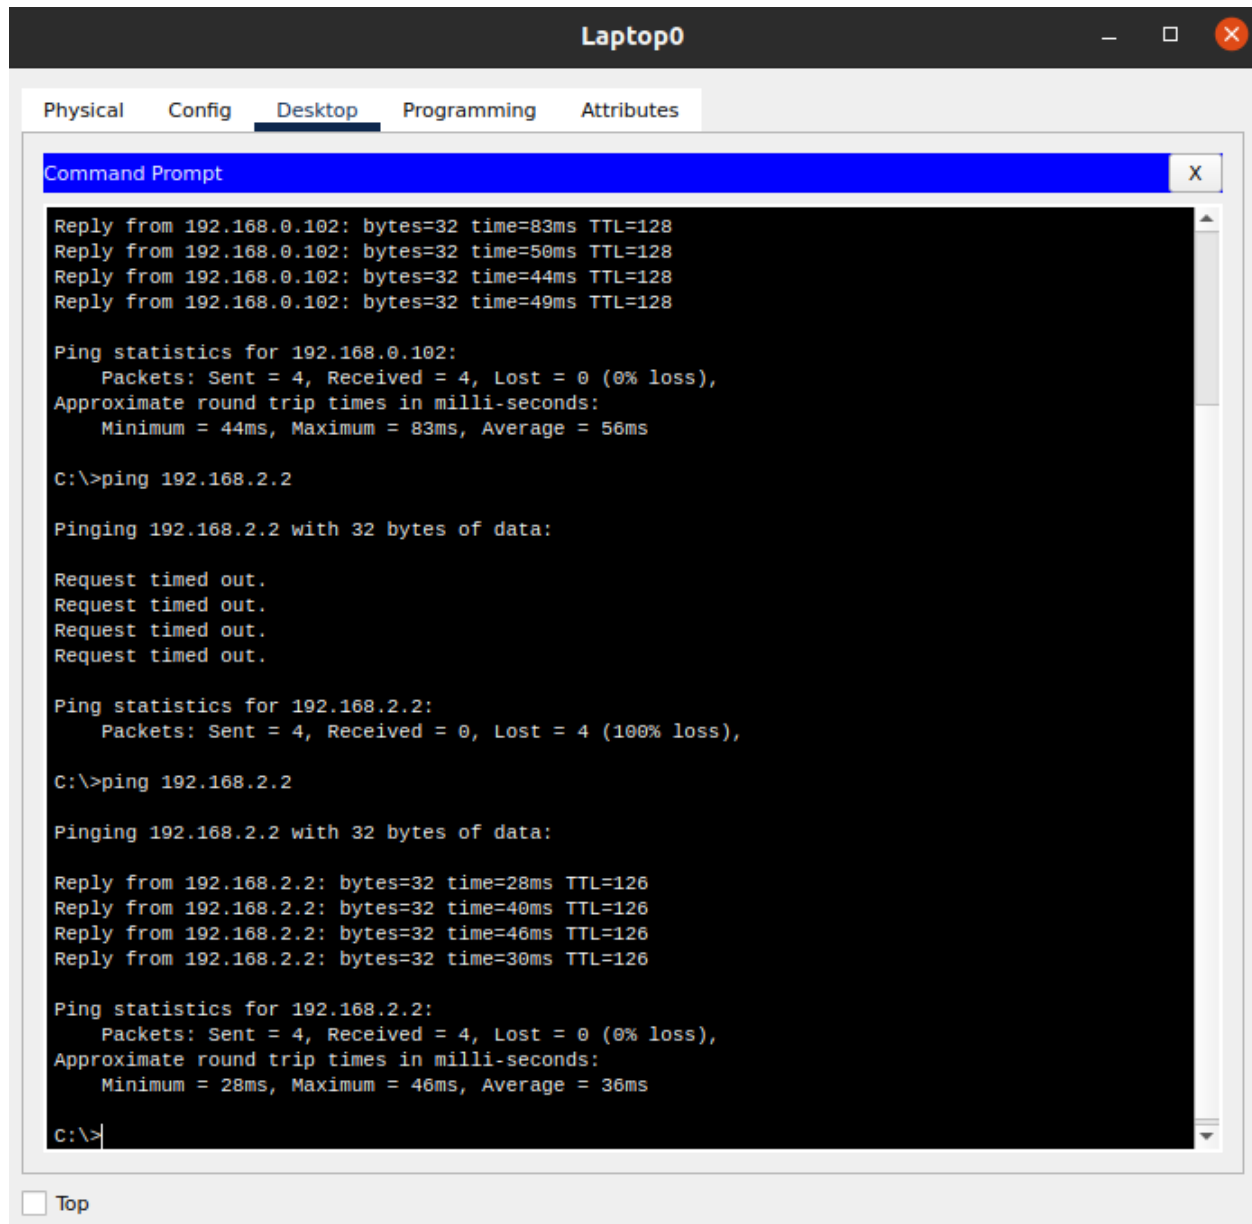 Laptop0
Physical Config Desktop Programming Attributes
Command Prompt X
Reply from 192.168.0.102: bytes=32 time=83ms TTL=128
Reply from 192.168.0.102: bytes=32 time=50ms TTL=128
Reply from 192.168.0.102: bytes=32 time=44ms TTL=128
Reply from 192.168.0.102: bytes=32 time=49ms TTL=128
Ping statistics for 192.168.0.102:
    Packets: Sent = 4, Received = 4, Lost = 0 (0% loss),
Approximate round trip times in milli-seconds:
    Minimum = 44ms, Maximum = 83ms, Average = 56ms
C:\>ping 192.168.2.2
Pinging 192.168.2.2 with 32 bytes of data:
Request timed out.
Request timed out.
Request timed out.
Request timed out.
Ping statistics for 192.168.2.2:
    Packets: Sent = 4, Received = 0, Lost = 4 (100% loss),
C:\>ping 192.168.2.2
Pinging 192.168.2.2 with 32 bytes of data:
Reply from 192.168.2.2: bytes=32 time=28ms TTL=126
Reply from 192.168.2.2: bytes=32 time=40ms TTL=126
Reply from 192.168.2.2: bytes=32 time=46ms TTL=126
Reply from 192.168.2.2: bytes=32 time=30ms TTL=126
Ping statistics for 192.168.2.2:
    Packets: Sent = 4, Received = 4, Lost = 0 (0% loss),
Approximate round trip times in milli-seconds:
    Minimum = 28ms, Maximum = 46ms, Average = 36ms
C:\>
Top